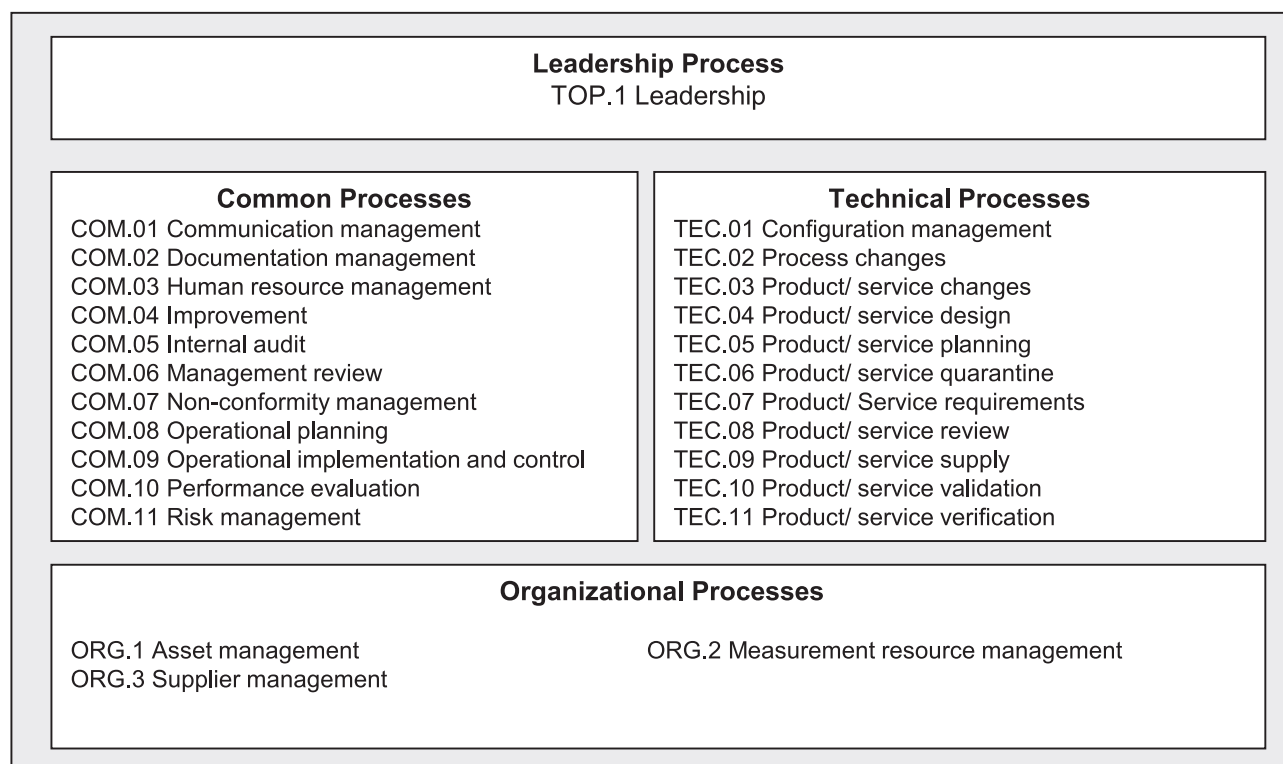 Leadership Process
TOP.1 Leadership
Common Processes
COM.01 Communication management
COM.02 Documentation management
COM.03 Human resource management
COM.04 Improvement
COM.05 Internal audit
COM.06 Management review
COM.07 Non-conformity management
COM.08 Operational planning
COM.09 Operational implementation and control
COM.10 Performance evaluation
COM.11 Risk management
Technical Processes
TEC.01 Configuration management
TEC.02 Process changes
TEC.03 Product/ service changes
TEC.04 Product/ service design
TEC.05 Product/ service planning
TEC.06 Product/ service quarantine
TEC.07 Product/ Service requirements
TEC.08 Product/ service review
TEC.09 Product/ service supply
TEC.10 Product/ service validation
TEC.11 Product/ service verification
Organizational Processes
ORG.1 Asset management
ORG.2 Measurement resource management
ORG.3 Supplier management